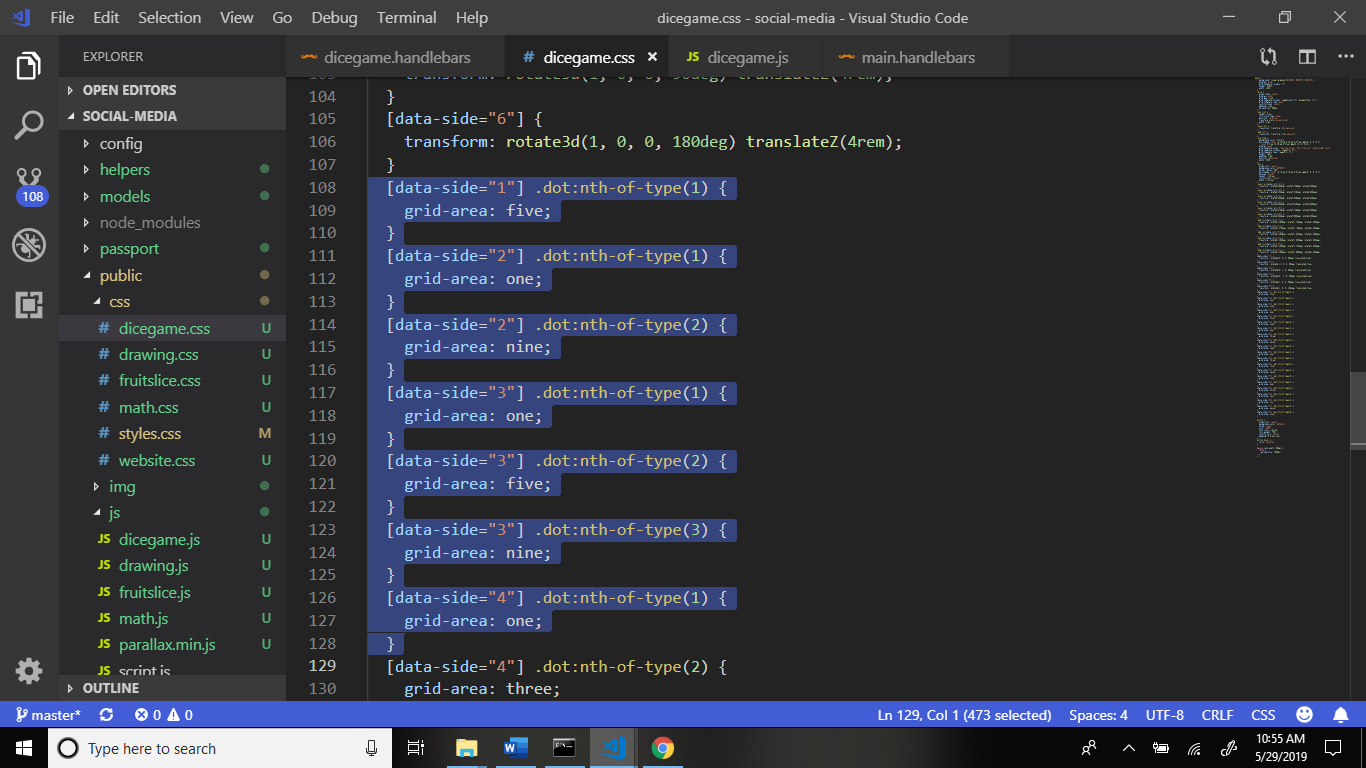 File Edit Selection View Go Debug Terminal Help
dicegame.css - social-media - Visual Studio Code
EXPLORER
dicegame.handlebars
# dicegame.css
JS dicegame.js
main.handlebars
OPEN EDITORS
SOCIAL-MEDIA
config
helpers
models
108
node_modules
passport
public
css
# dicegame.css U
# drawing.css U
# fruitslice.css U
# math.css U
# styles.css M
# website.css U
img
js
JS dicegame.js U
JS drawing.js U
JS fruitslice.js U
JS math.js U
JS parallax.min.js U
JS script.js
OUTLINE
104 }
105 [data-side="6"] {
106 transform: rotate3d(1, 0, 0, 180deg) translateZ(4rem);
107 }
108 [data-side="1"] .dot:nth-of-type(1) {
109 grid-area: five;
110 }
111 [data-side="2"] .dot:nth-of-type(1) {
112 grid-area: one;
113 }
114 [data-side="2"] .dot:nth-of-type(2) {
115 grid-area: nine;
116 }
117 [data-side="3"] .dot:nth-of-type(1) {
118 grid-area: one;
119 }
120 [data-side="3"] .dot:nth-of-type(2) {
121 grid-area: five;
122 }
123 [data-side="3"] .dot:nth-of-type(3) {
124 grid-area: nine;
125 }
126 [data-side="4"] .dot:nth-of-type(1) {
127 grid-area: one;
128 }
129 [data-side="4"] .dot:nth-of-type(2) {
130 grid-area: three;
master* 0 0
Ln 129, Col 1 (473 selected) Spaces: 4 UTF-8 CRLF CSS
Type here to search
10:55 AM
5/29/2019